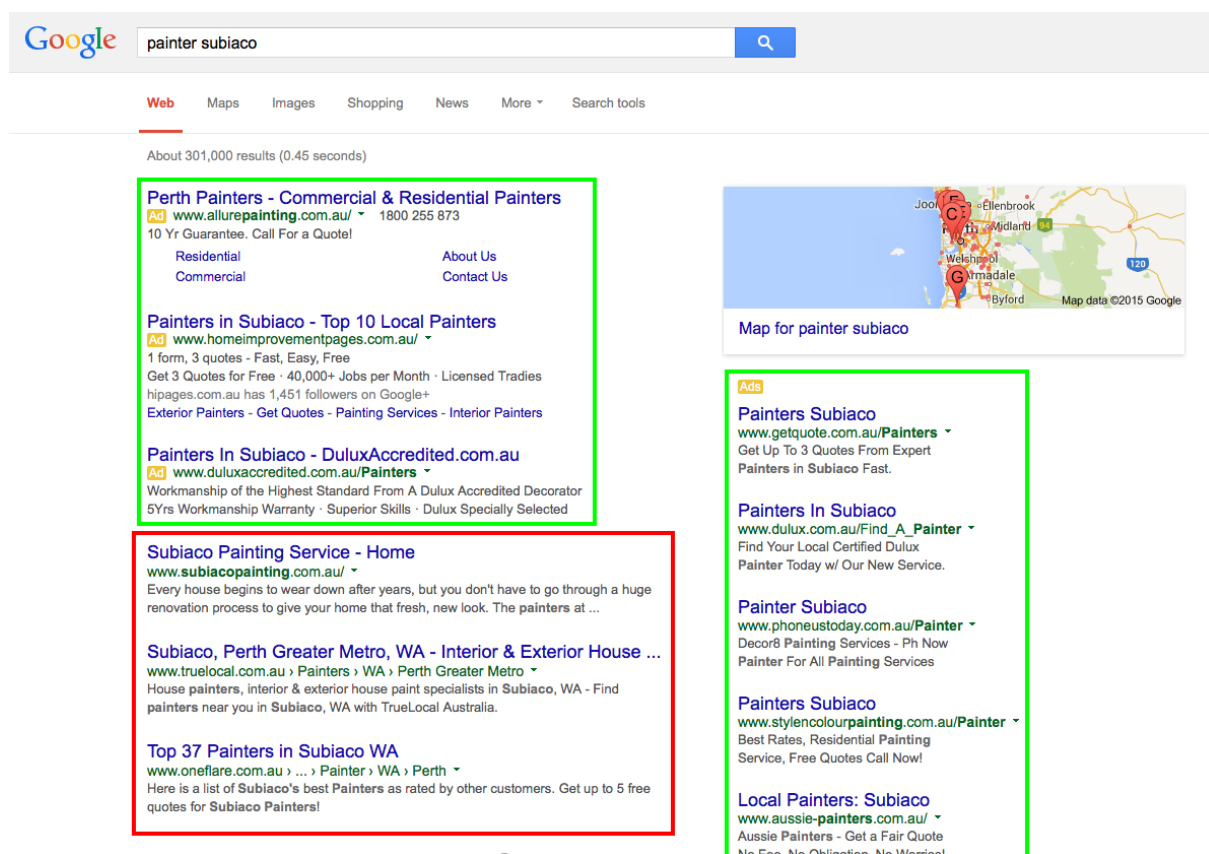 Google
painter subiaco
Web Maps Images Shopping News More Search tools
About 301,000 results (0.45 seconds)
Perth Painters - Commercial & Residential Painters
Ad www.allurepainting.com.au/ 1800 255 873
10 Yr Guarantee. Call For a Quote!
Residential About Us
Commercial Contact Us
Painters in Subiaco - Top 10 Local Painters
Ad www.homeimprovementpages.com.au/
1 form, 3 quotes - Fast, Easy, Free
Get 3 Quotes for Free · 40,000+ Jobs per Month · Licensed Tradies
hipages.com.au has 1,451 followers on Google+
Exterior Painters - Get Quotes - Painting Services - Interior Painters
Painters In Subiaco - DuluxAccredited.com.au
Ad www.duluxaccredited.com.au/Painters
Workmanship of the Highest Standard From A Dulux Accredited Decorator
5Yrs Workmanship Warranty · Superior Skills · Dulux Specially Selected
Subiaco Painting Service - Home
www.subiacopainting.com.au/
Every house begins to wear down after years, but you don't have to go through a huge
renovation process to give your home that fresh, new look. The painters at ...
Subiaco, Perth Greater Metro, WA - Interior & Exterior House ...
www.truelocal.com.au › Painters › WA › Perth Greater Metro
House painters, interior & exterior house paint specialists in Subiaco, WA - Find
painters near you in Subiaco, WA with TrueLocal Australia.
Top 37 Painters in Subiaco WA
www.oneflare.com.au › ... › Painter › WA › Perth
Here is a list of Subiaco's best Painters as rated by other customers. Get up to 5 free
quotes for Subiaco Painters!
Ellenbrook
C
Midland
94
Welshpool
120
G
Armadale
Byford
Map data ©2015 Google
Map for painter subiaco
Ads
Painters Subiaco
www.getquote.com.au/Painters
Get Up To 3 Quotes From Expert
Painters in Subiaco Fast.
Painters In Subiaco
www.dulux.com.au/Find_A_Painter
Find Your Local Certified Dulux
Painter Today w/ Our New Service.
Painter Subiaco
www.phoneustoday.com.au/Painter
Decor8 Painting Services - Ph Now
Painter For All Painting Services
Painters Subiaco
www.stylencolourpainting.com.au/Painter
Best Rates, Residential Painting
Service, Free Quotes Call Now!
Local Painters: Subiaco
www.aussie-painters.com.au/
Aussie Painters - Get a Fair Quote
No Fee, No Obligation, No Worries!